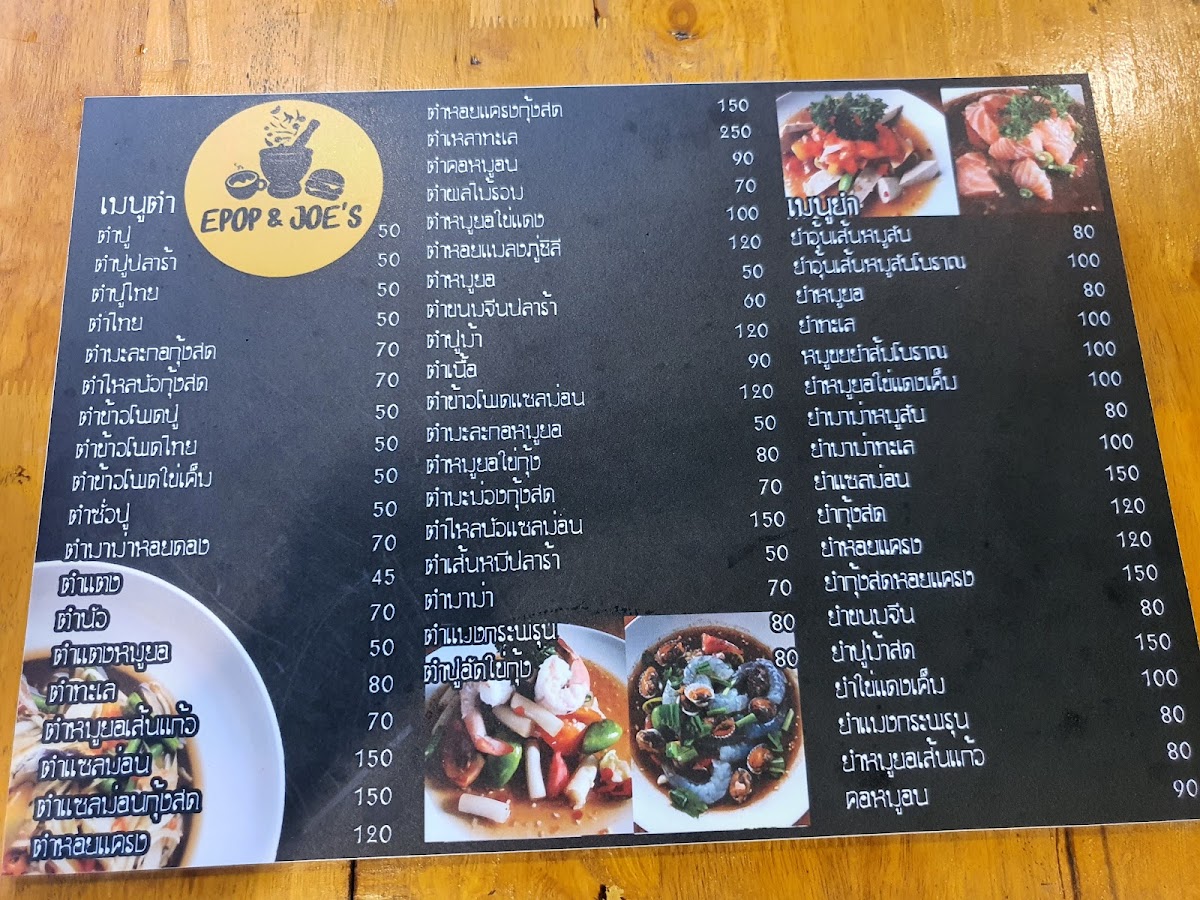 EPOP & JOE'S
เมนูตำ
ตำปู 50
ตำปูปลาร้า 50
ตำปูไทย 50
ตำไทย 50
ตำมะละกอกุ้งสด 70
ตำไหลบัวกุ้งสด 70
ตำข้าวโพดปู 50
ตำข้าวโพดไทย 50
ตำข้าวโพดไข่เค็ม 50
ตำซั่วปู 50
ตำมาม่าหอยดอง 70
ตำแตง 45
ตำบัว 70
ตำแตงหมูยอ 50
ตำทะเล 80
ตำหมูยอเส้นแก้ว 70
ตำแซลม่อน 150
ตำแซลม่อนกุ้งสด 150
ตำหอยแครง 120
ตำหอยแครงกุ้งสด 150
ตำเหลาทะเล 250
ตำคอหมูอบ 90
ตำผลไม้รวม 70
ตำหมูยอไข่แดง 100
ตำหอยแมลงภู่ชิลี 120
ตำหมูยอ 50
ตำขนมจีนปลาร้า 60
ตำปูม้า 120
ตำเนื้อ 90
ตำข้าวโพดแซลม่อน 120
ตำมะละกอหมูยอ 50
ตำหมูยอไข่กุ้ง 80
ตำมะม่วงกุ้งสด 70
ตำไหลบัวแซลม่อน 150
ตำเส้นหมี่ปลาร้า 50
ตำมาม่า 70
ตำแมงกระพรุน 80
ตำปูอัดไข่กุ้ง 80
เมนูยำ
ยำวุ้นเส้นหมูสับ 80
ยำวุ้นเส้นหมูสับโบราณ 100
ยำหมูยอ 80
ยำทะเล 100
หมูยอยำส้มโบราณ 100
ยำหมูยอไข่แดงเค็ม 100
ยำมาม่าหมูสับ 80
ยำมาม่าทะเล 100
ยำแซลม่อน 150
ยำกุ้งสด 120
ยำหอยแครง 120
ยำกุ้งสดหอยแครง 150
ยำขนมจีน 80
ยำปูม้าสด 150
ยำไข่แดงเค็ม 100
ยำแมงกระพรุน 80
ยำหมูยอเส้นแก้ว 80
คอหมูอบ 90